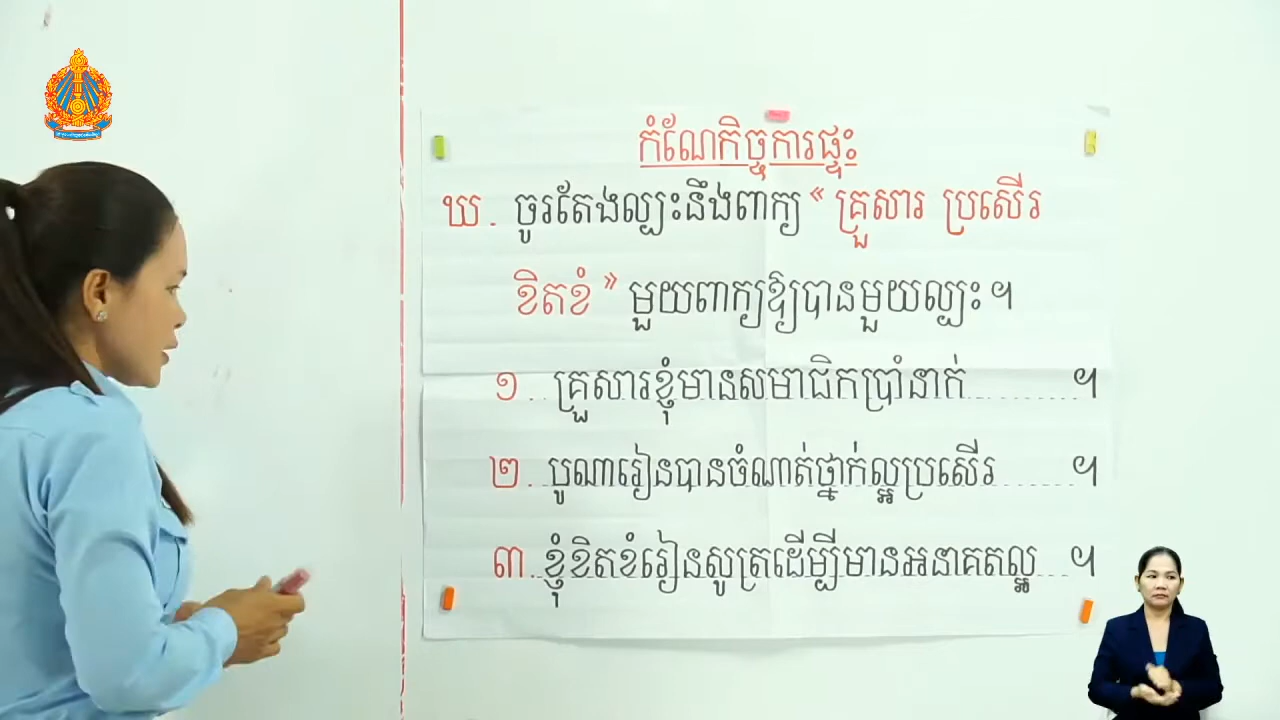 កំណែកិច្ចការផ្ទះ
ឃ. ចូរតែងល្បះនឹងពាក្យ « គ្រួសារ ប្រសើរ
ខិតខំ » មួយពាក្យឱ្យបានមួយល្បះ ។
១. គ្រួសារខ្ញុំមានសមាជិកប្រាំនាក់ ។
២. បូណារៀនបានចំណាត់ថ្នាក់ល្អប្រសើរ ។
៣. ខ្ញុំខិតខំរៀនសូត្រដើម្បីមានអនាគតល្អ ។